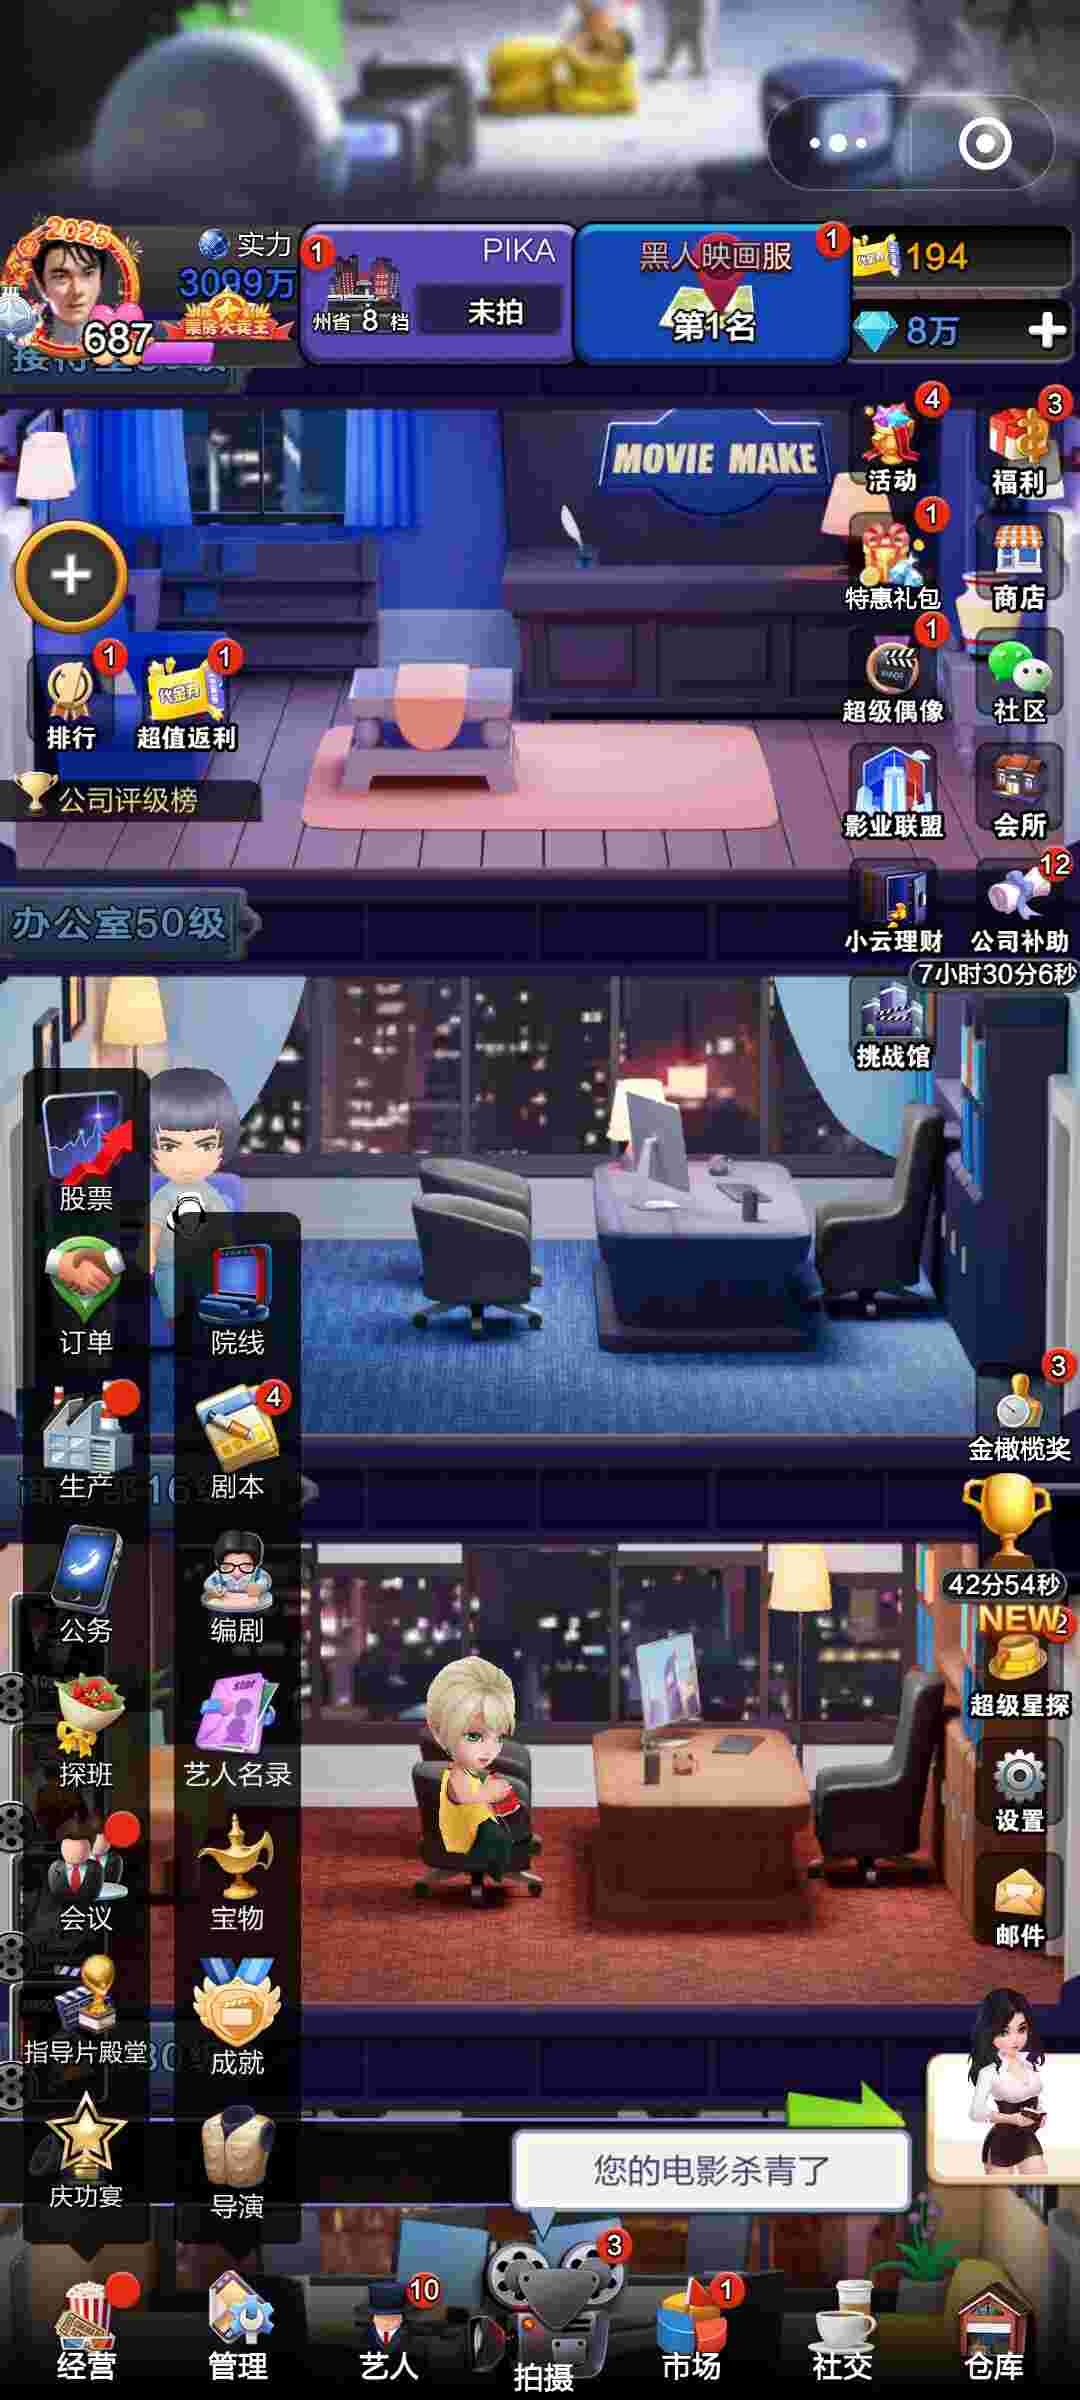 2025
实力
3099万
票房大卖王
687
1
PIKA
州省 8 档
未拍
黑人映画服
1
第1名
代金券
194
8万
MOVIE MAKE
4
活动
3
福利
1
特惠礼包
商店
1
超级偶像
社区
1
排行
代金券
1
超值返利
公司评级榜
影业联盟
会所
小云理财
12
公司补助
7小时30分6秒
办公室50级
挑战馆
股票
订单
院线
生产
4
剧本
3
金橄榄奖
公务
编剧
42分54秒
NEW
2
超级星探
探班
star
艺人名录
设置
会议
宝物
邮件
指导片殿堂
成就
庆功宴
导演
您的电影杀青了
经营
管理
10
艺人
3
拍摄
1
市场
社交
仓库